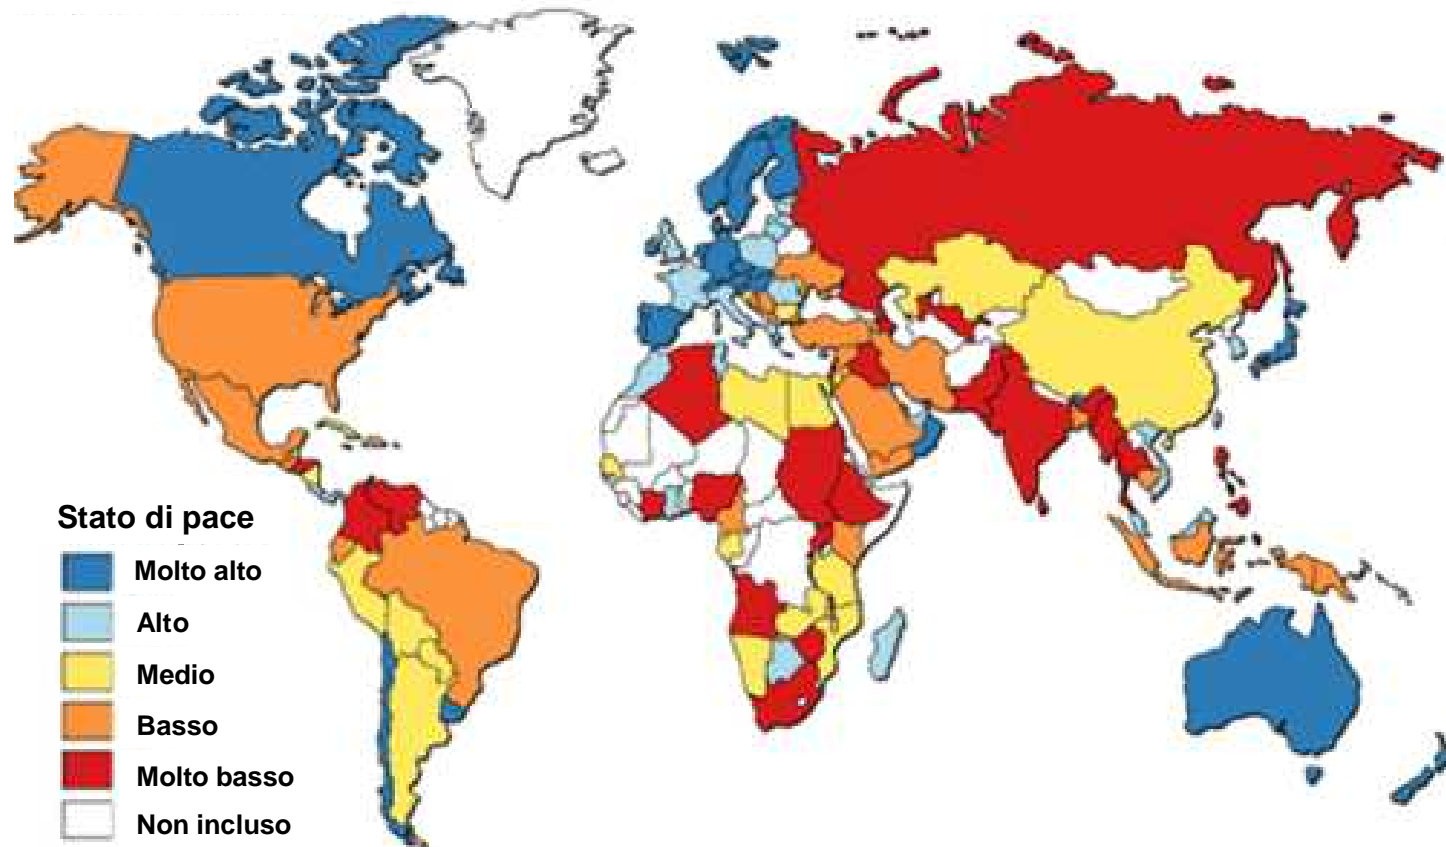 Stato di pace
Molto alto
Alto
Medio
Basso
Molto basso
Non incluso